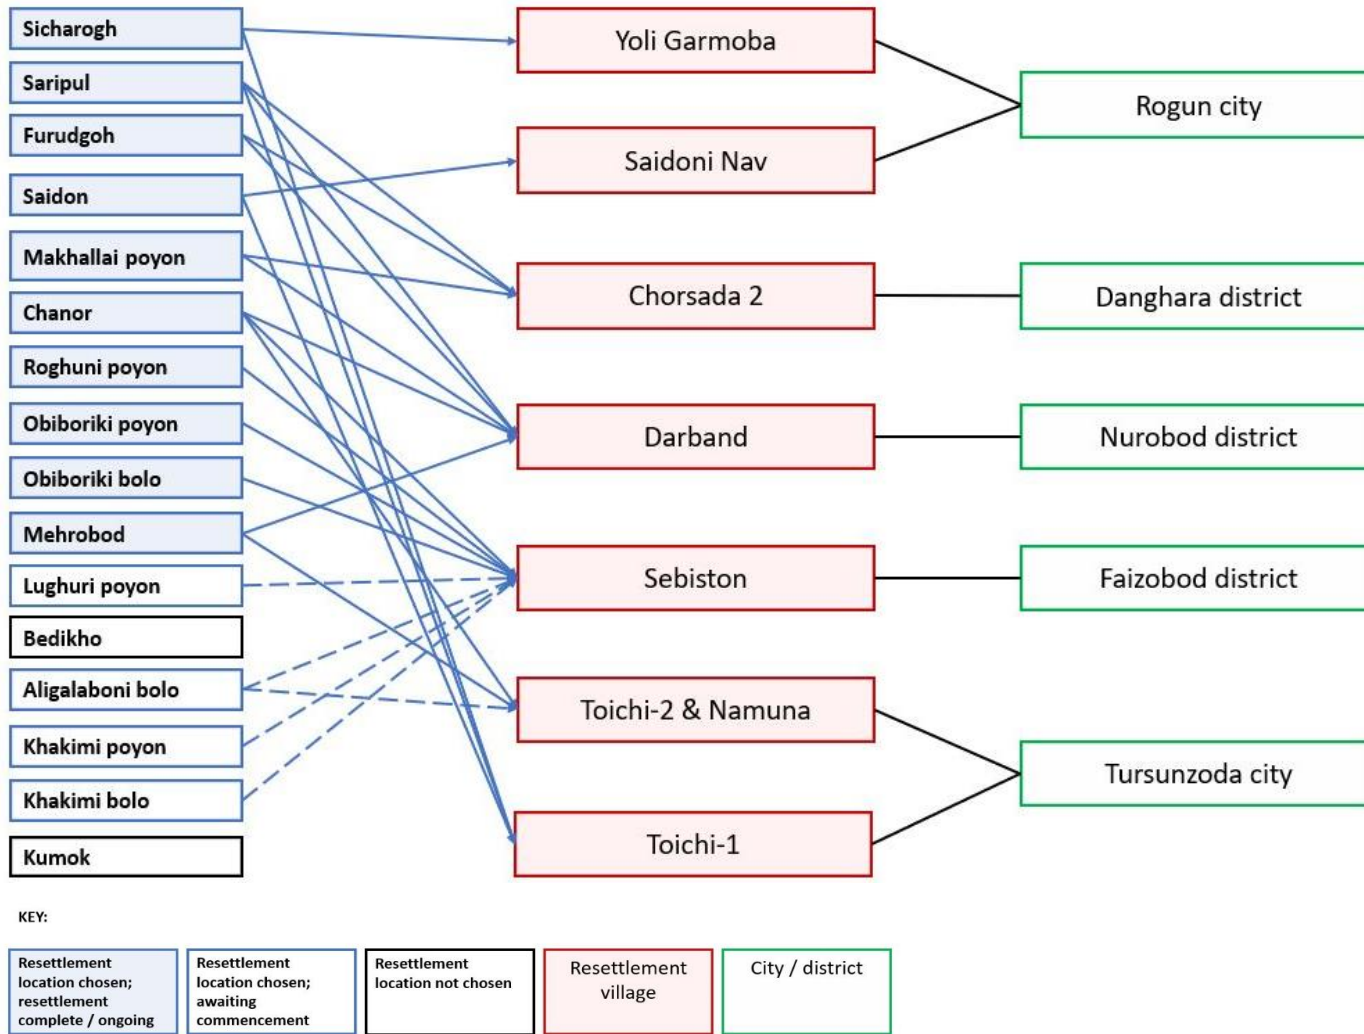 Sicharogh
Saripul
Furudgoh
Saidon
Makhallai poyon
Chanor
Roghuni poyon
Obiboriki poyon
Obiboriki bolo
Mehrobod
Lughuri poyon
Bedikho
Aligalaboni bolo
Khakimi poyon
Khakimi bolo
Kumok
Yoli Garmoba
Saidoni Nav
Chorsada 2
Darband
Sebiston
Toichi-2 & Namuna
Toichi-1
Rogun city
Danghara district
Nurobod district
Faizobod district
Tursunzoda city
KEY:
Resettlement
location chosen;
resettlement
complete / ongoing
Resettlement
location chosen;
awaiting
commencement
Resettlement
location not chosen
Resettlement
village
City / district